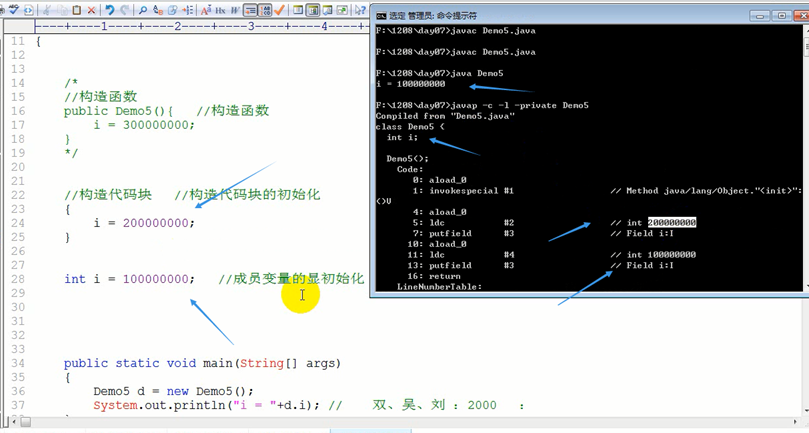 11 {
12
13
14 /*
15 //构造函数
16 public Demo5(){ //构造函数
17 i = 300000000;
18 }
19 */
20
21
22 //构造代码块 //构造代码块的初始化
23 {
24 i = 200000000;
25 }
26
27
28 int i = 100000000; //成员变量的显初始化
29
30
31
32
33
34 public static void main(String[] args)
35 {
36 Demo5 d = new Demo5();
37 System.out.println("i = "+d.i); // 双、吴、刘 : 2000 :
选定 管理员: 命令提示符
F:\1208\day07>javac Demo5.java
F:\1208\day07>javac Demo5.java
F:\1208\day07>java Demo5
i = 100000000
F:\1208\day07>javap -c -l -private Demo5
Compiled from "Demo5.java"
class Demo5 {
int i;
Demo5();
Code:
0: aload_0
1: invokespecial #1 // Method java/lang/Object."<init>":
()V
4: aload_0
5: ldc #2 // int 200000000
7: putfield #3 // Field i:I
10: aload_0
11: ldc #4 // int 100000000
13: putfield #3 // Field i:I
16: return
LineNumberTable: